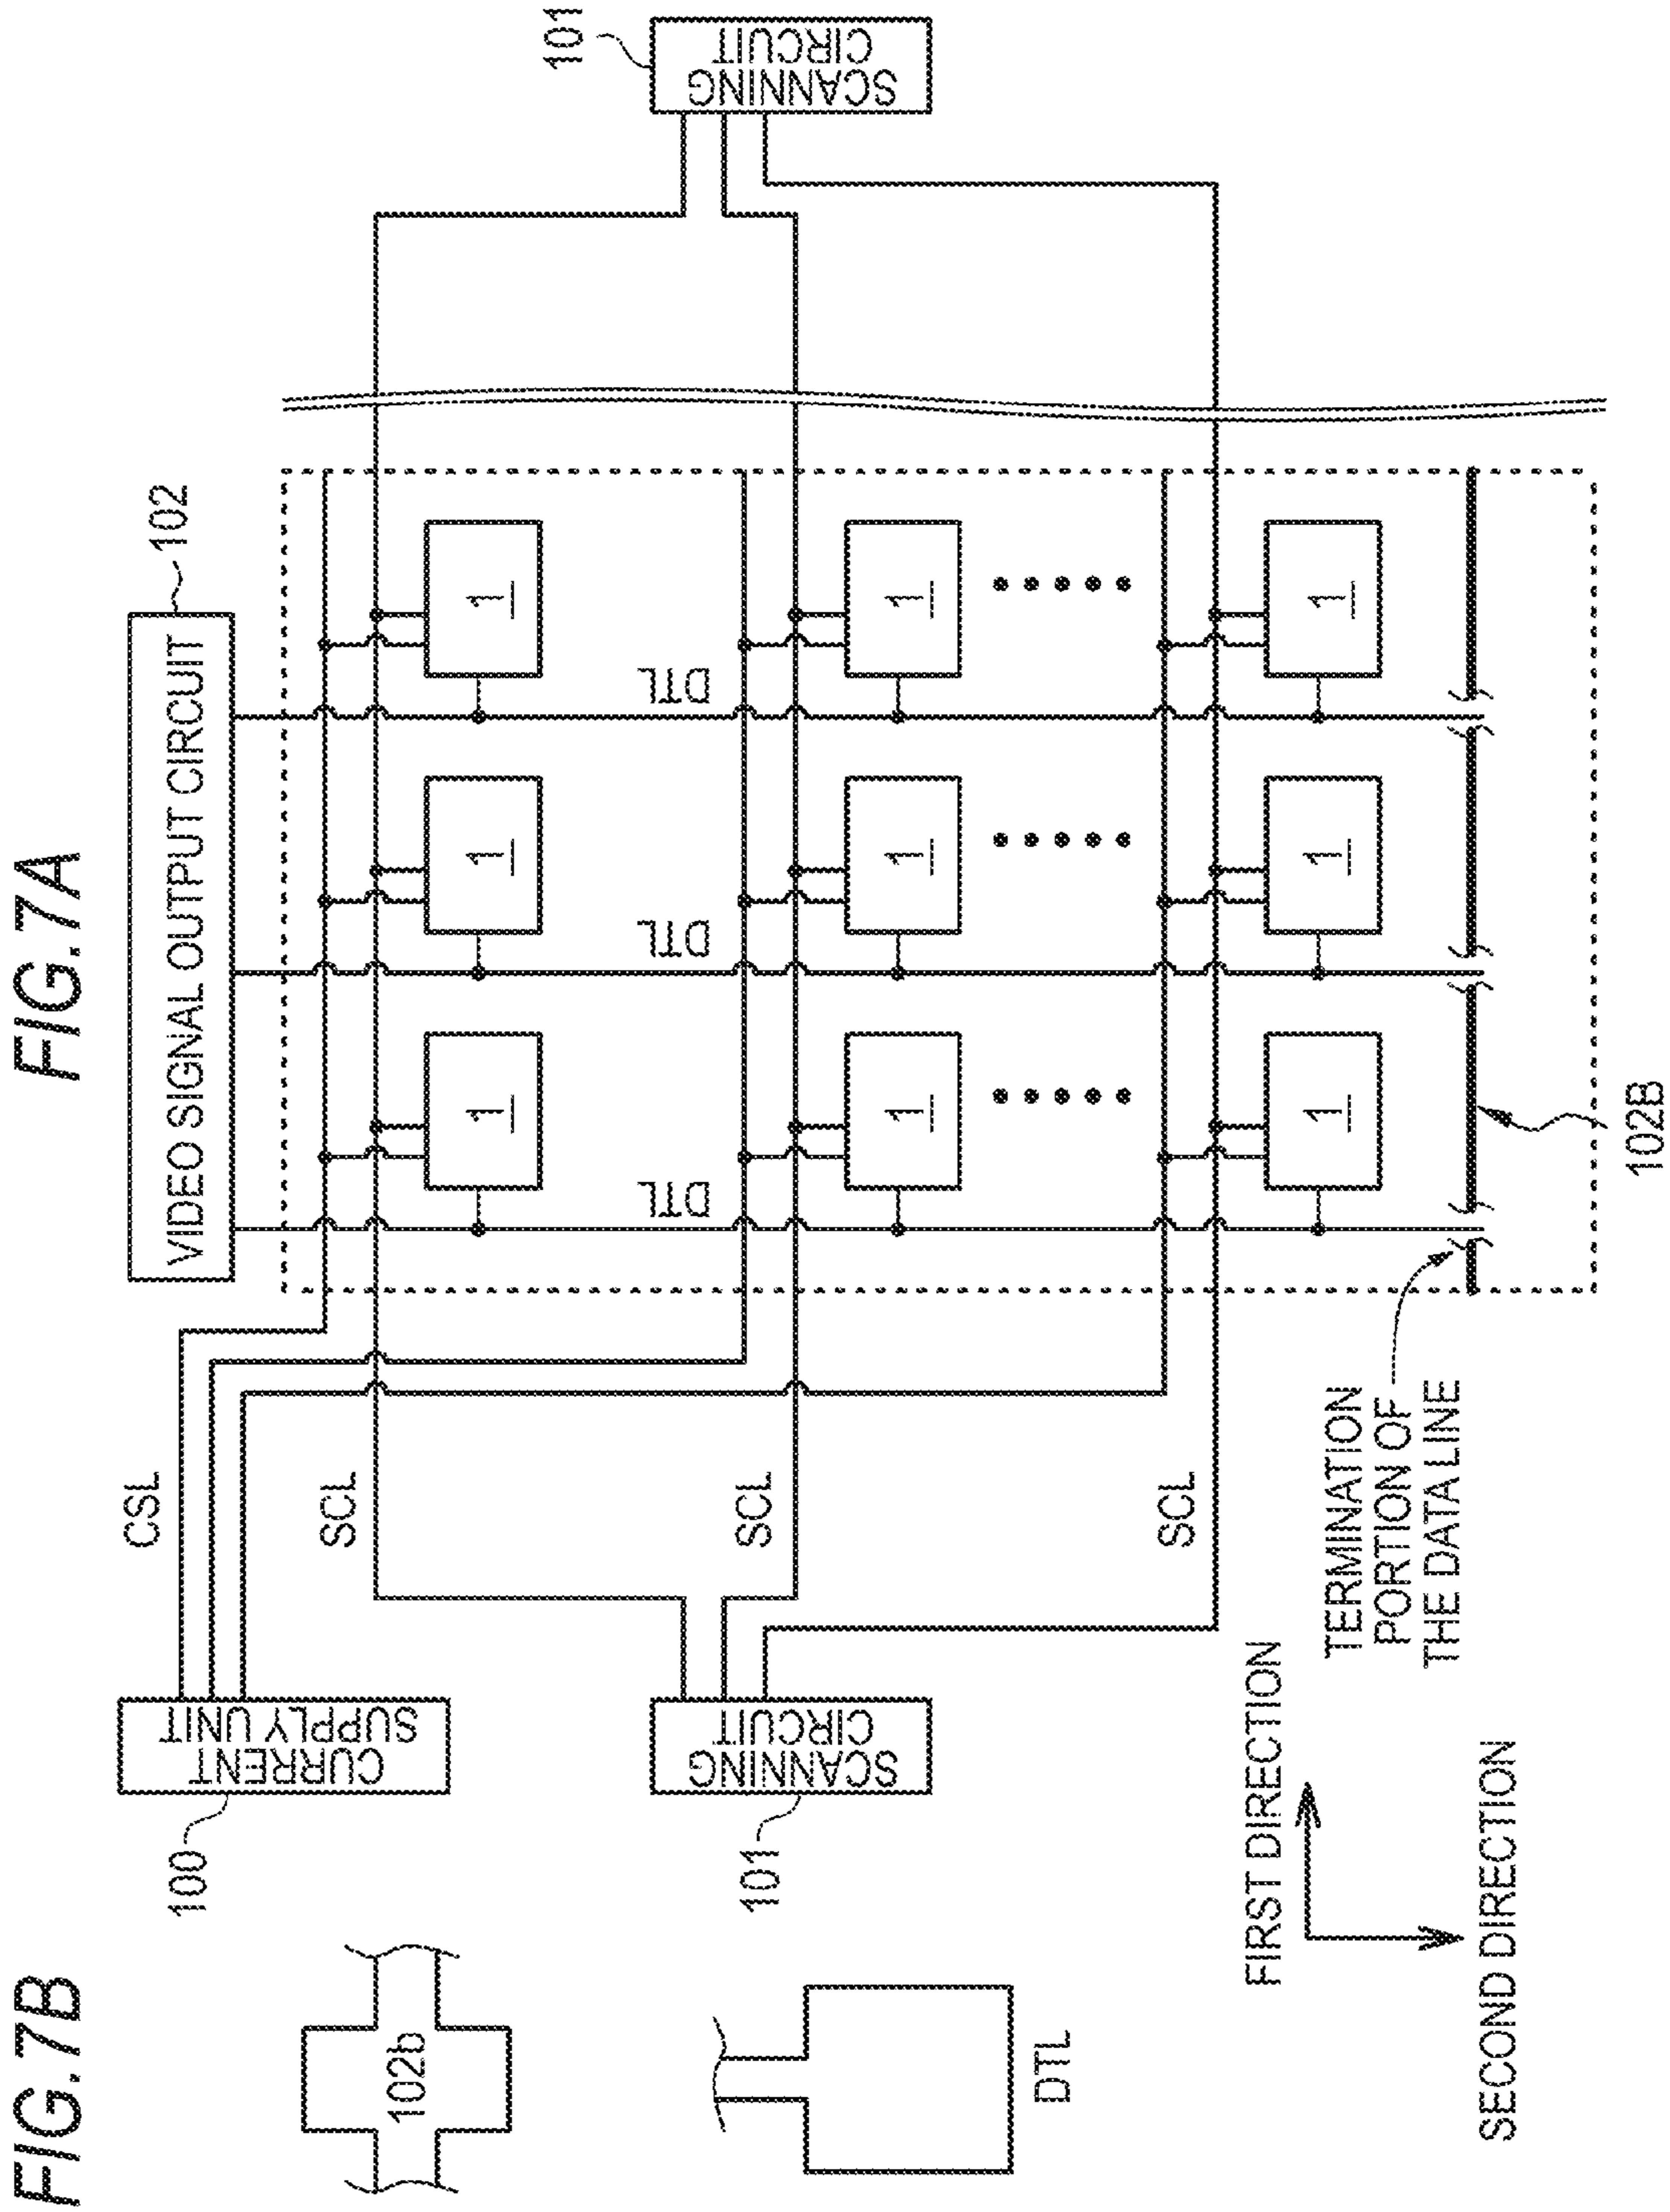 FIG.7A
VIDEO SIGNAL OUTPUT CIRCUIT
102
CURRENT
SUPPLY UNIT
100
CSL
SCL
SCL
SCL
SCANNING
CIRCUIT
101
SCANNING
CIRCUIT
101
1
1
1
DTL
DTL
DTL
1
1
1
1
1
1
102B
TERMINATION
PORTION OF
THE DATA LINE
FIRST DIRECTION
SECOND DIRECTION
FIG.7B
102b
DTL